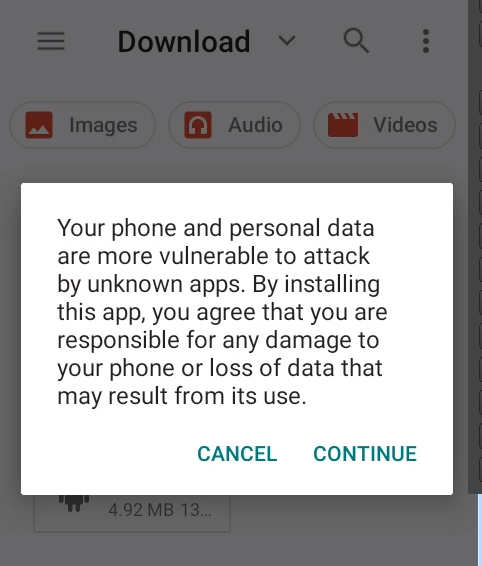 Download
Images
Audio
Videos
Your phone and personal data
are more vulnerable to attack
by unknown apps. By installing
this app, you agree that you are
responsible for any damage to
your phone or loss of data that
may result from its use.
CANCEL
CONTINUE
4.92 MB 13...